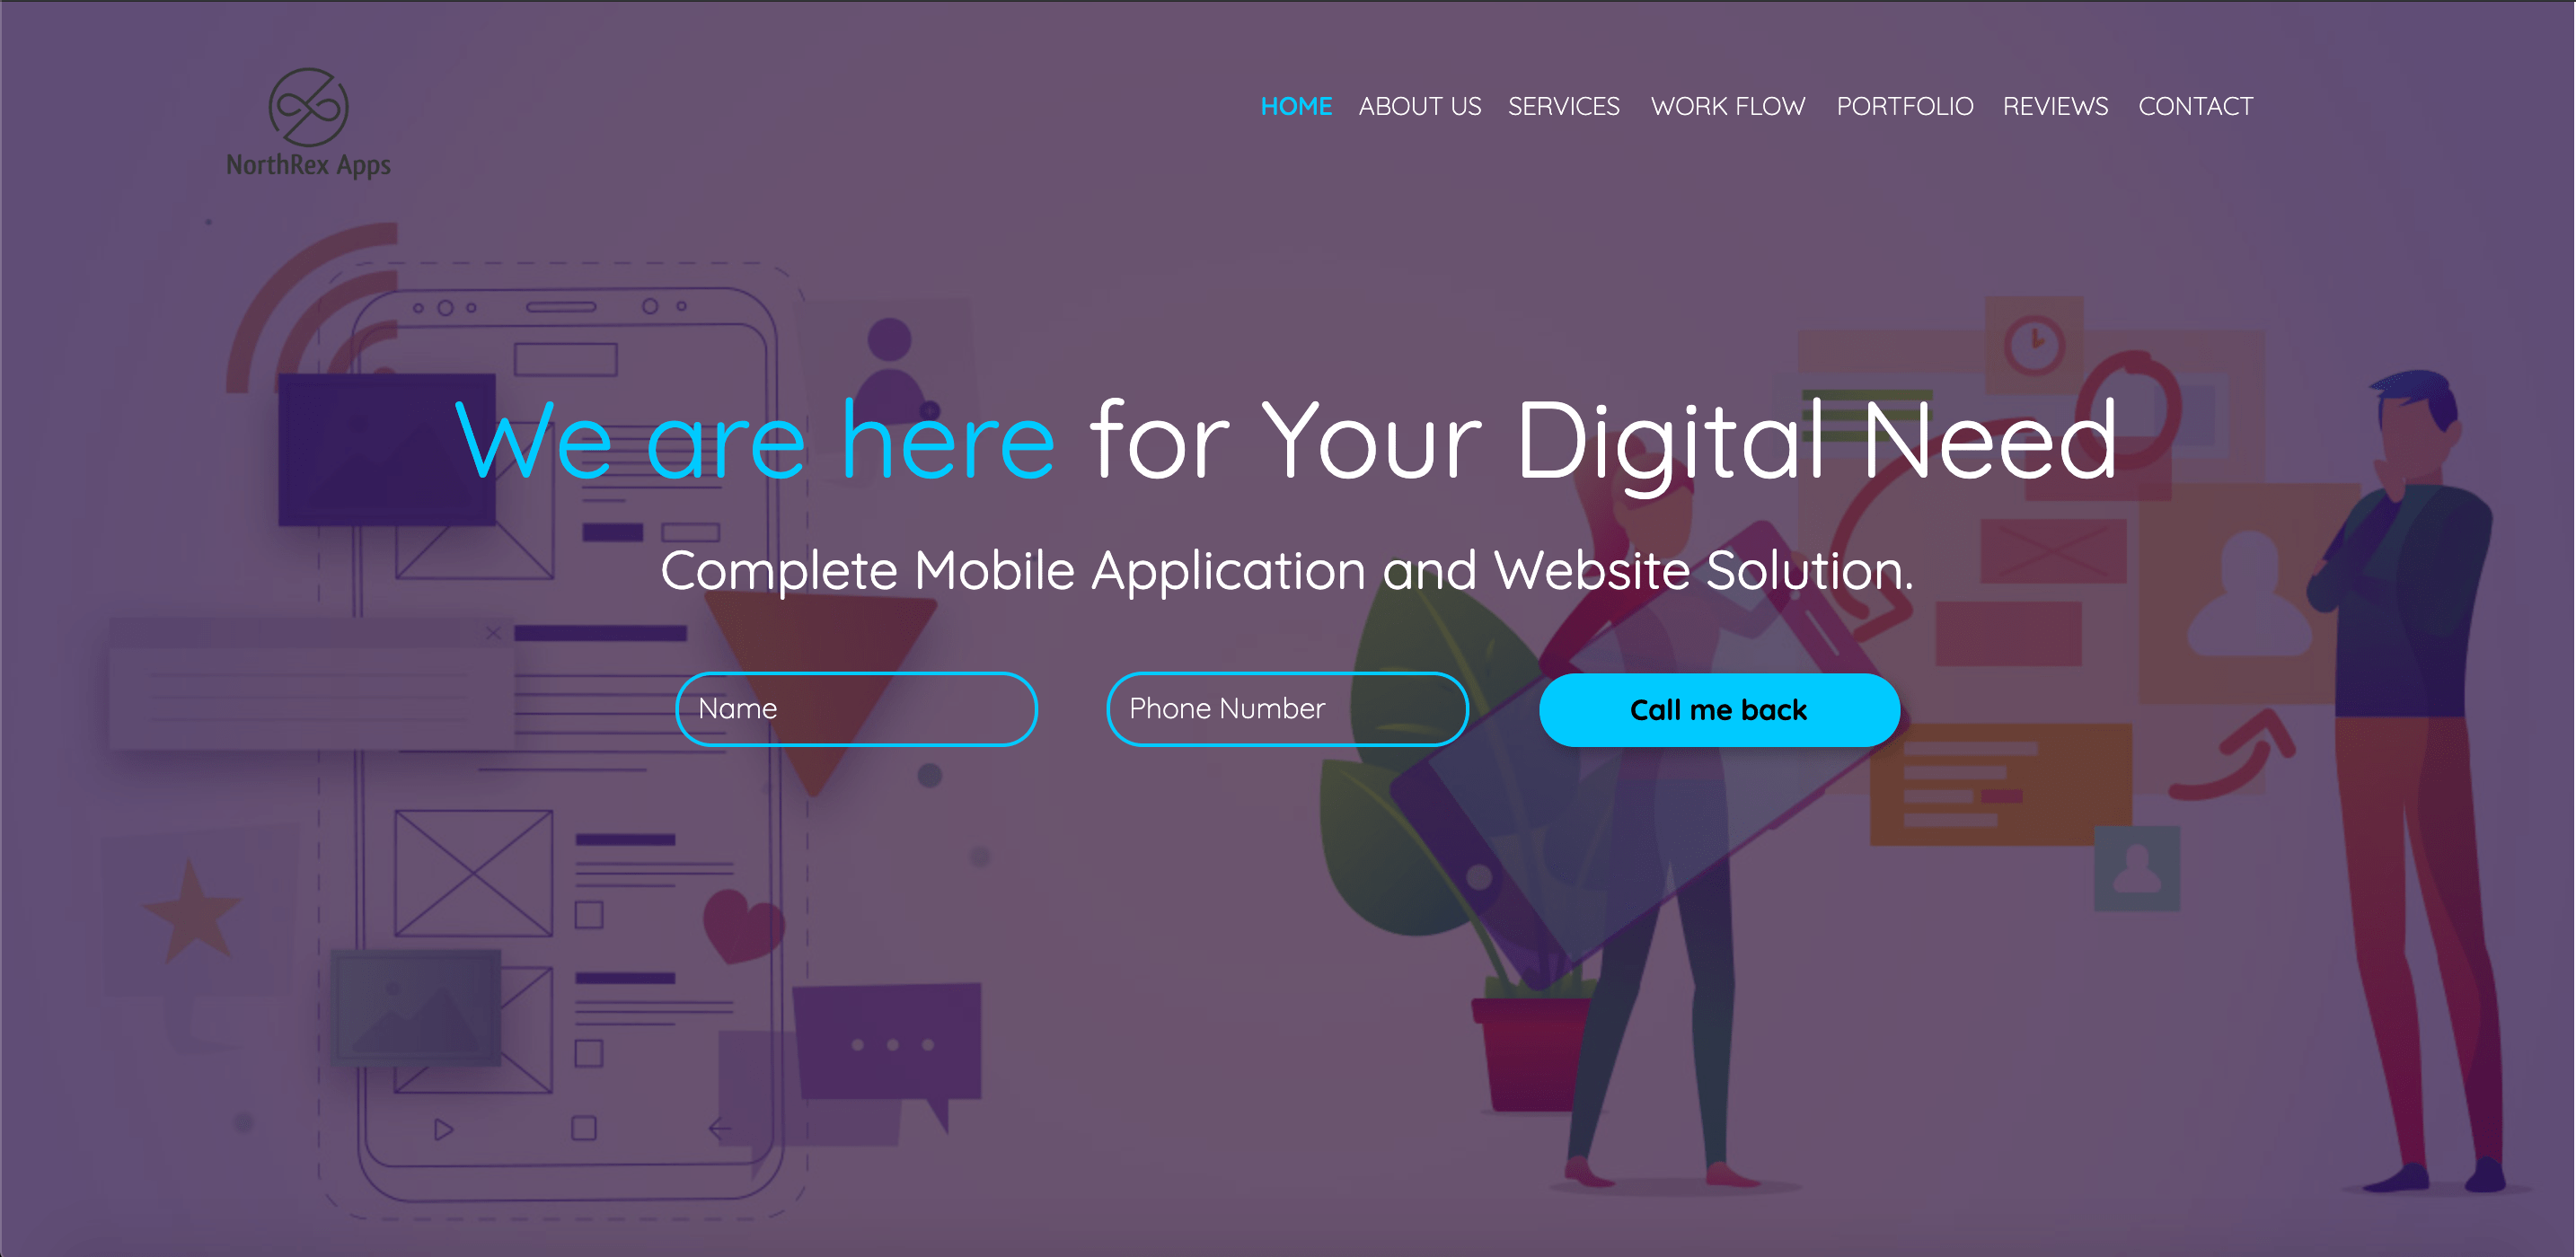 NorthRex Apps
HOME ABOUT US SERVICES WORK FLOW PORTFOLIO REVIEWS CONTACT
We are here for Your Digital Need
Complete Mobile Application and Website Solution.
Name Phone Number Call me back